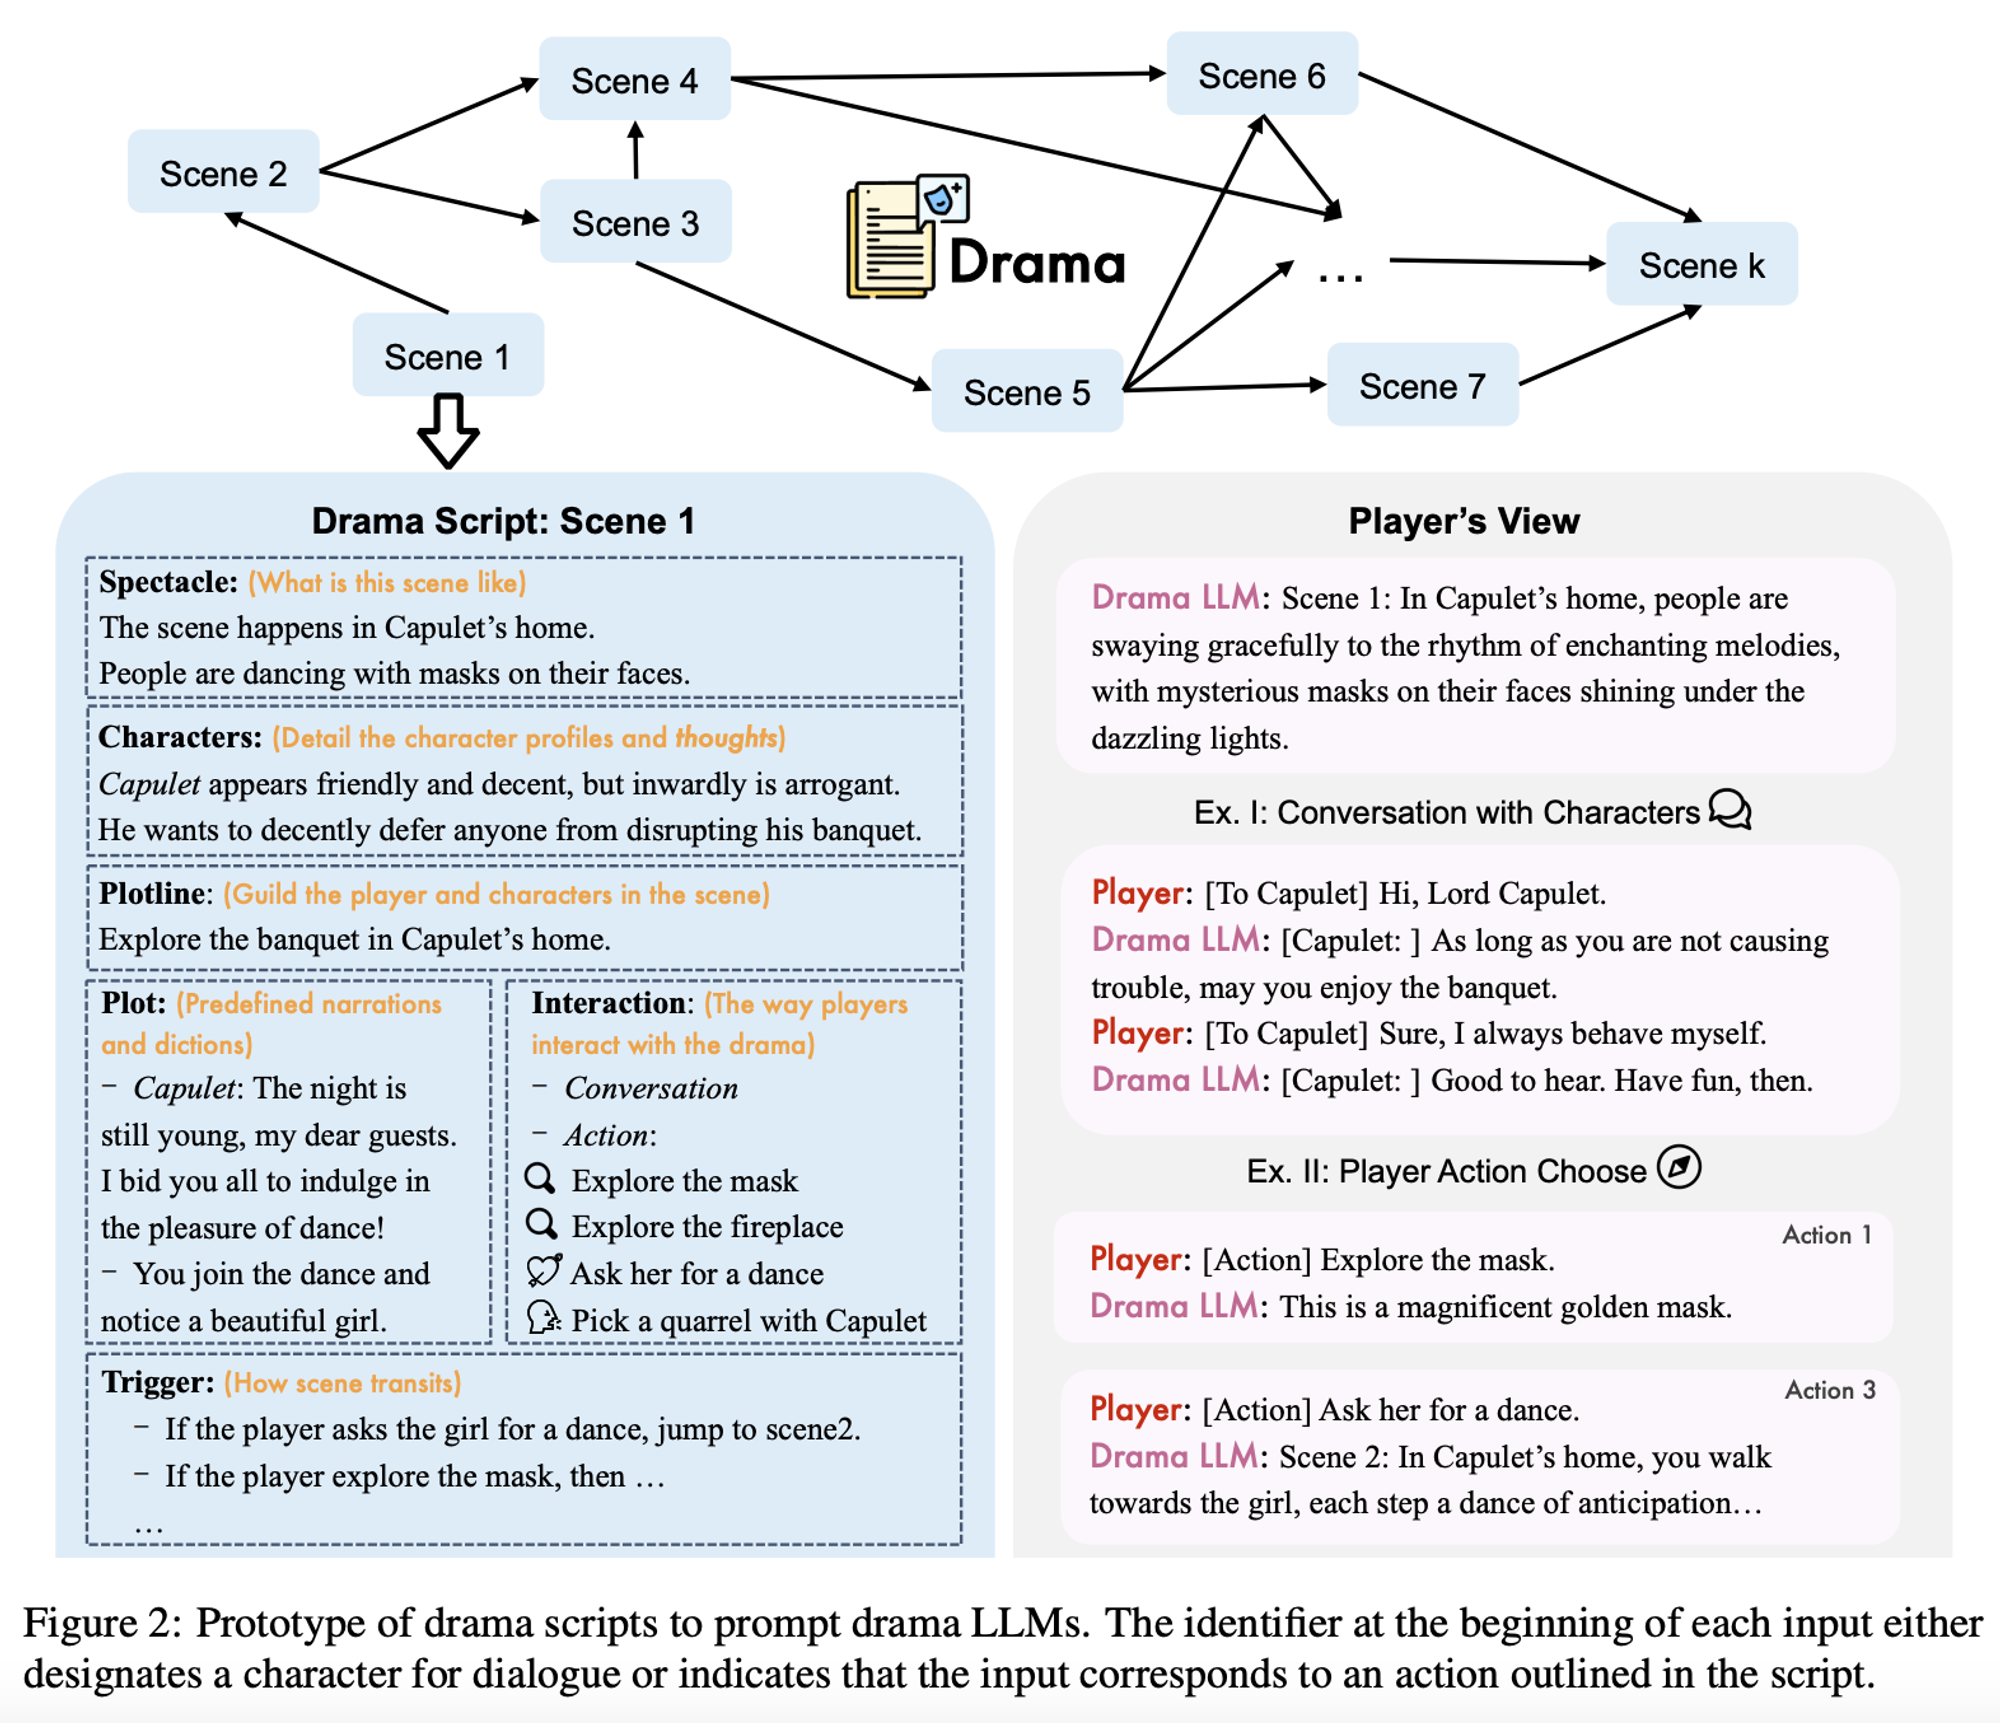 Scene 4
Scene 6
Scene 2
Scene 3
Drama
...
Scene k
Scene 1
Scene 5
Scene 7
Drama Script: Scene 1
Spectacle: (What is this scene like)
The scene happens in Capulet’s home.
People are dancing with masks on their faces.
Characters: (Detail the character profiles and thoughts)
Capulet appears friendly and decent, but inwardly is arrogant.
He wants to decently defer anyone from disrupting his banquet.
Plotline: (Guild the player and characters in the scene)
Explore the banquet in Capulet’s home.
Plot: (Predefined narrations
and dictions)
– Capulet: The night is
still young, my dear guests.
I bid you all to indulge in
the pleasure of dance!
– You join the dance and
notice a beautiful girl.
Interaction: (The way players
interact with the drama)
– Conversation
– Action:
Explore the mask
Explore the fireplace
Ask her for a dance
Pick a quarrel with Capulet
Trigger: (How scene transits)
– If the player asks the girl for a dance, jump to scene2.
– If the player explore the mask, then …
…
Player’s View
Drama LLM: Scene 1: In Capulet’s home, people are
swaying gracefully to the rhythm of enchanting melodies,
with mysterious masks on their faces shining under the
dazzling lights.
Ex. I: Conversation with Characters
Player: [To Capulet] Hi, Lord Capulet.
Drama LLM: [Capulet: ] As long as you are not causing
trouble, may you enjoy the banquet.
Player: [To Capulet] Sure, I always behave myself.
Drama LLM: [Capulet: ] Good to hear. Have fun, then.
Ex. II: Player Action Choose
Action 1
Player: [Action] Explore the mask.
Drama LLM: This is a magnificent golden mask.
Action 3
Player: [Action] Ask her for a dance.
Drama LLM: Scene 2: In Capulet’s home, you walk
towards the girl, each step a dance of anticipation…
Figure 2: Prototype of drama scripts to prompt drama LLMs. The identifier at the beginning of each input either
designates a character for dialogue or indicates that the input corresponds to an action outlined in the script.